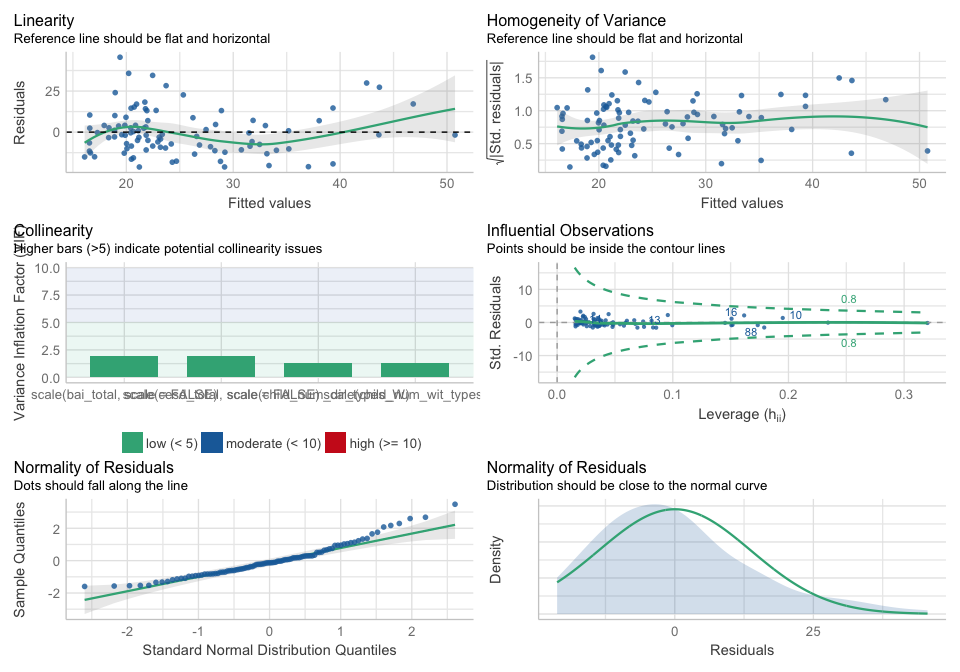 Linearity
Reference line should be flat and horizontal
Residuals
25
0
20
30
40
50
Fitted values
Homogeneity of Variance
Reference line should be flat and horizontal
√|Std. residuals|
1.5
1.0
0.5
20
30
40
50
Fitted values
Collinearity
Higher bars (>5) indicate potential collinearity issues
Variance Inflation Factor
10.0
7.5
5.0
2.5
0.0
scale(bai_total,
low (< 5)
moderate (< 10)
high (>= 10)
Influential Observations
Points should be inside the contour lines
Std. Residuals
10
0
-10
0.8
0.8
13
16
10
88
0.0
0.1
0.2
0.3
Leverage (hii)
Normality of Residuals
Dots should fall along the line
Sample Quantiles
2
0
-2
-2
-1
0
1
2
Standard Normal Distribution Quantiles
Normality of Residuals
Distribution should be close to the normal curve
Density
0
25
Residuals